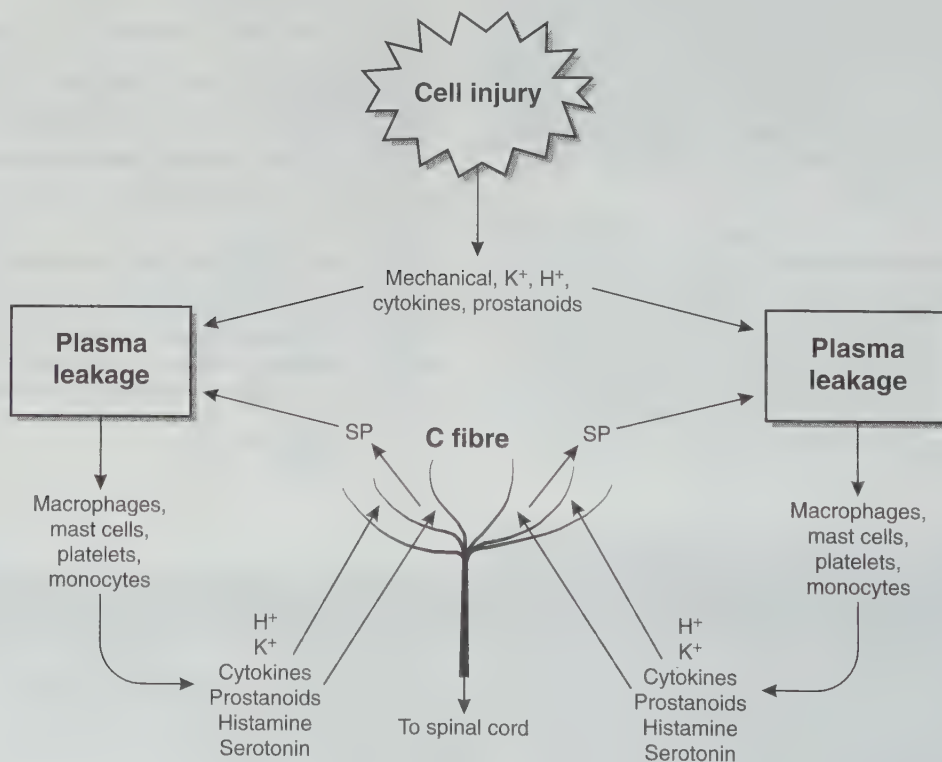 Cell injury
Mechanical, K⁺, H⁺,
cytokines, prostanoids
Plasma
leakage
Plasma
leakage
SP
C fibre
SP
Macrophages,
mast cells,
platelets,
monocytes
Macrophages,
mast cells,
platelets,
monocytes
H⁺
K⁺
Cytokines
Prostanoids
Histamine
Serotonin
To spinal cord
H⁺
K⁺
Cytokines
Prostanoids
Histamine
Serotonin